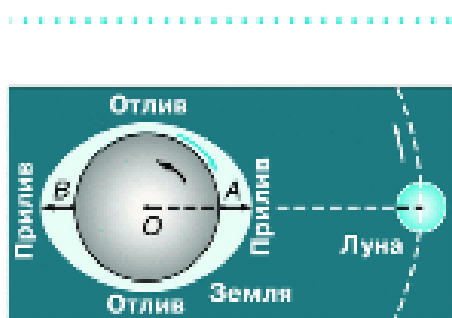 Отлив
Прилив
В
О
А
Прилив
Луна
Отлив
Земля